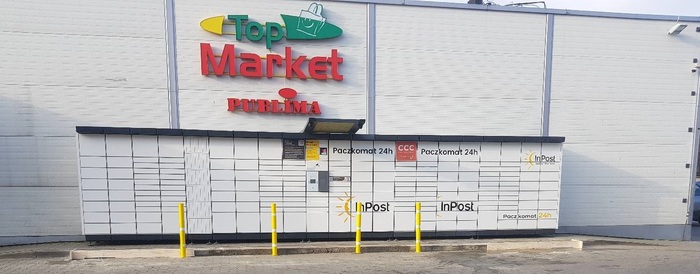 Top
Market
PUBLIMA
Paczkomat 24h
CCC
Paczkomat 24h
InPost
InPost
InPost
Paczkomat 24h